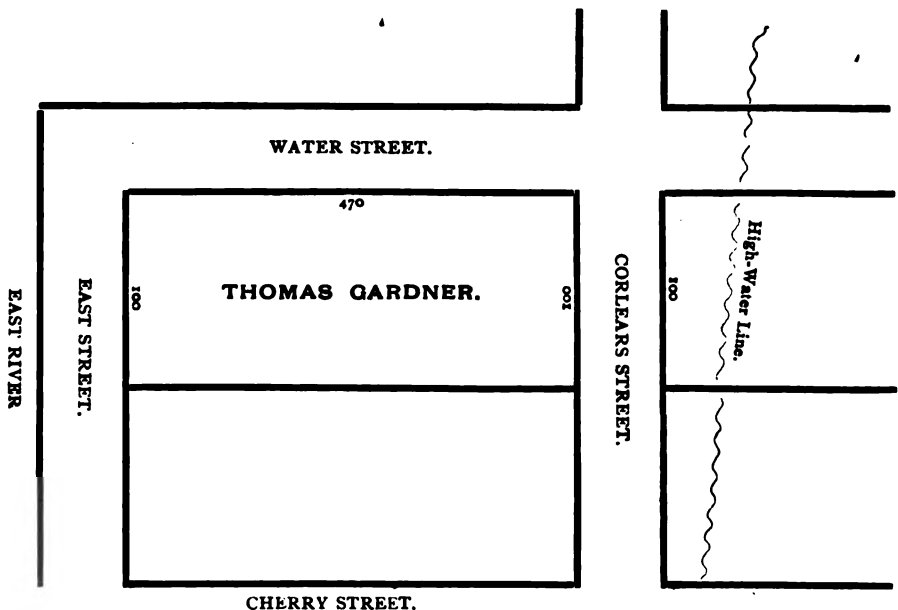 WATER STREET.
470
100
THOMAS GARDNER.
100
100
High-Water Line.
CORLEARS STREET.
EAST STREET.
EAST RIVER
CHERRY STREET.